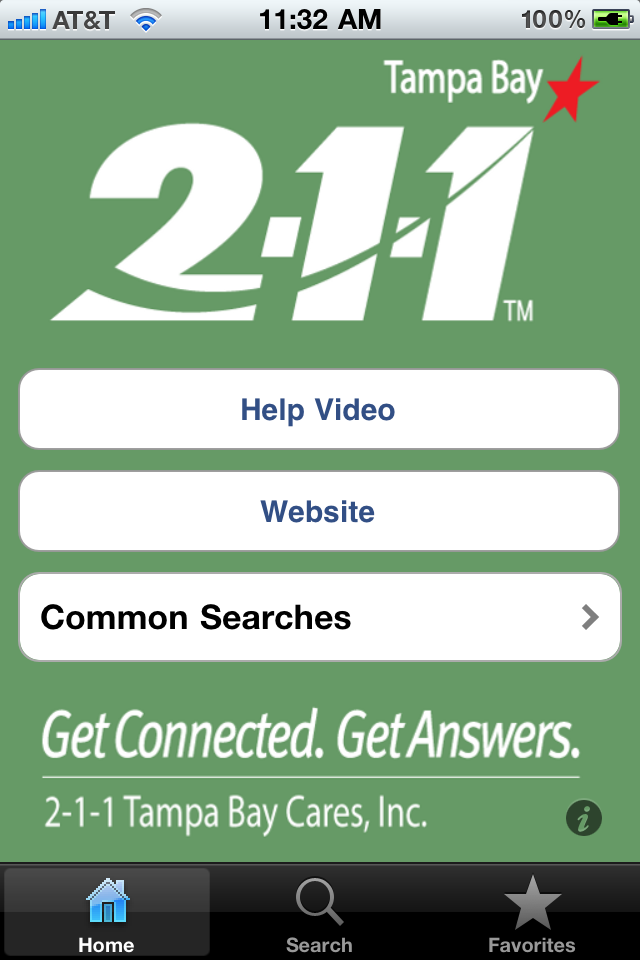 AT&T 11:32 AM 100%
Tampa Bay
2-1-1 TM
Help Video
Website
Common Searches
Get Connected. Get Answers.
2-1-1 Tampa Bay Cares, Inc.
i
Home Search Favorites